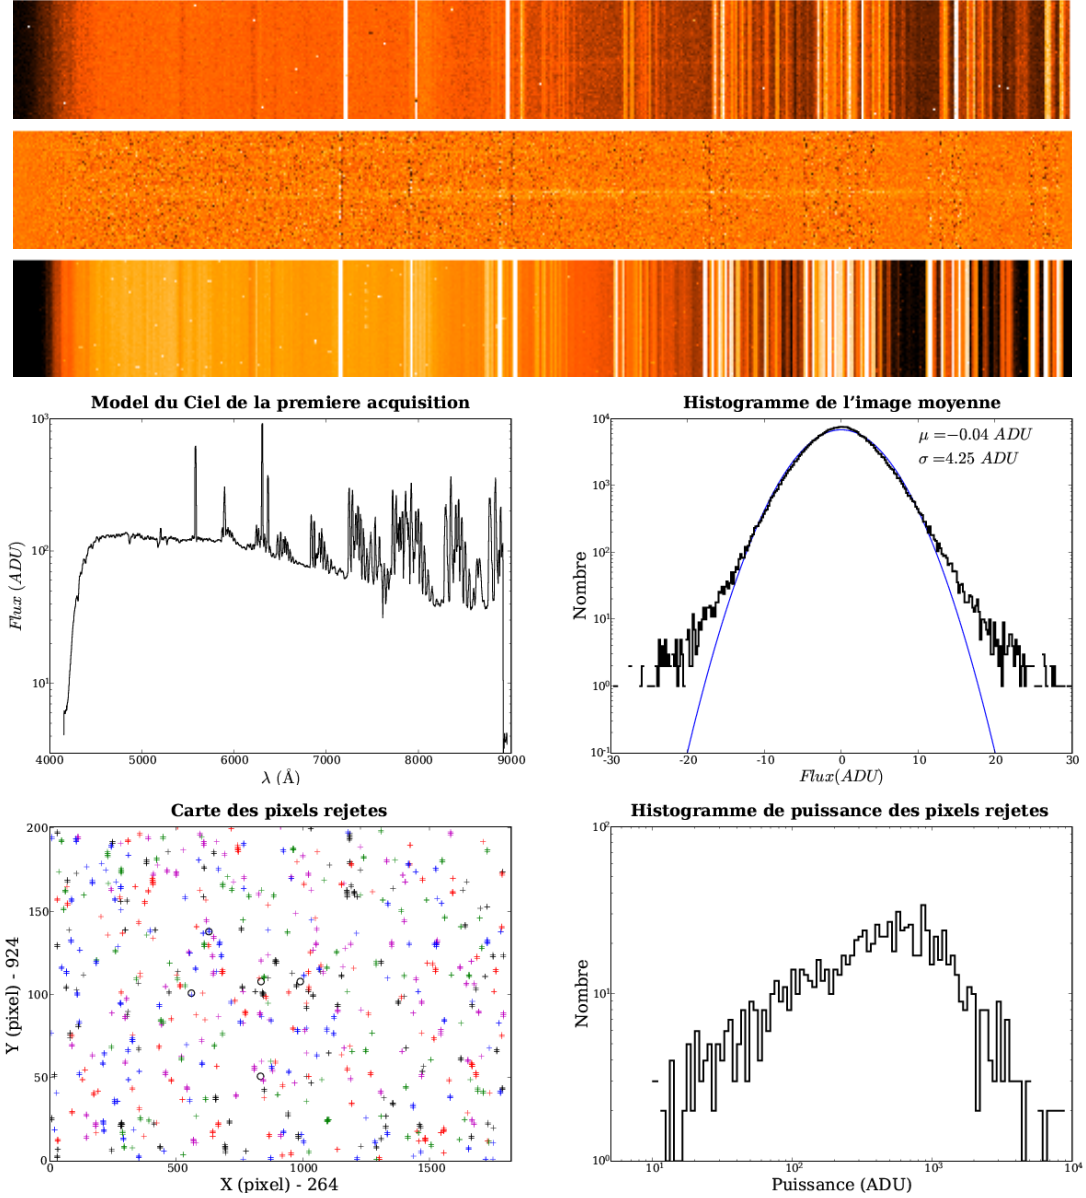 Model du Ciel de la premiere acquisition
10³
10²
10¹
Flux (ADU)
4000 5000 6000 7000 8000 9000
λ (Å)
Histogramme de l'image moyenne
μ =−0.04 ADU
σ =4.25 ADU
10⁴
10³
10²
10¹
10⁰
10⁻¹
Nombre
-30 -20 -10 0 10 20 30
Flux(ADU)
Carte des pixels rejetes
200
150
100
50
0
Y (pixel) - 924
0 500 1000 1500
X (pixel) - 264
Histogramme de puissance des pixels rejetes
10²
10¹
10⁰
Nombre
10¹ 10² 10³ 10⁴
Puissance (ADU)